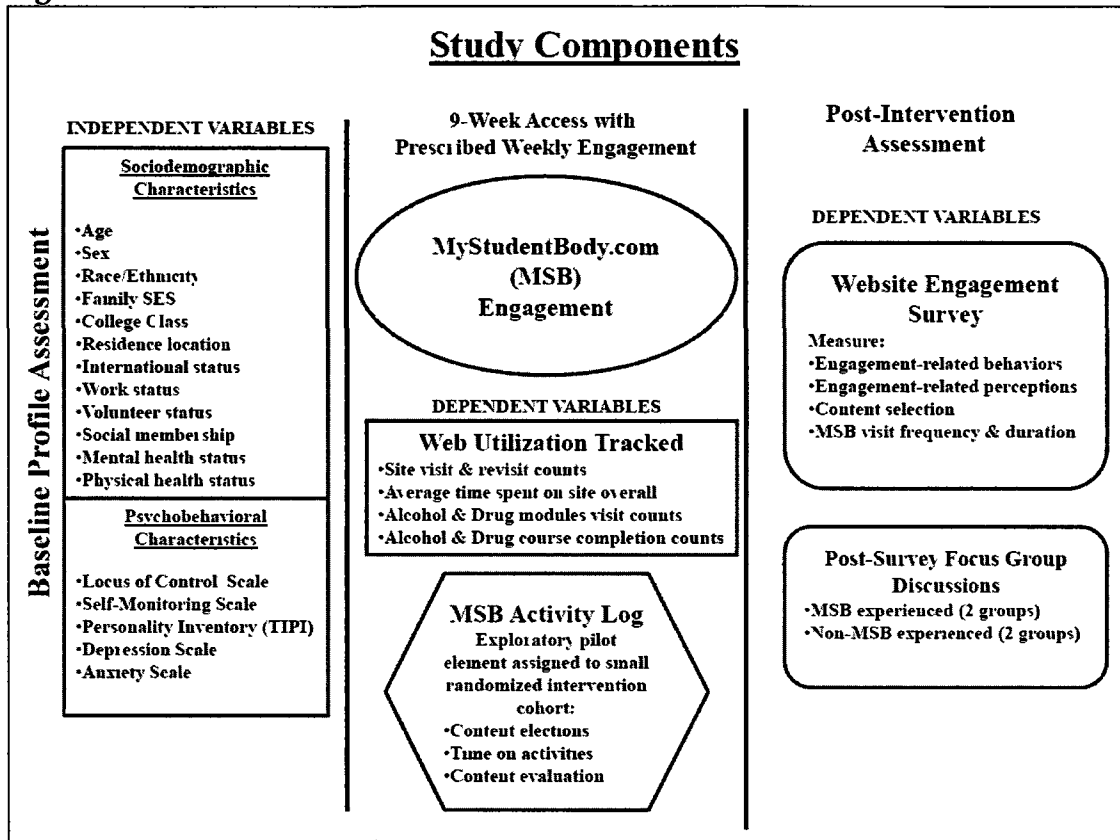 Study Components
Baseline Profile Assessment
INDEPENDENT VARIABLES
Sociodemographic
Characteristics
•Age
•Sex
•Race/Ethnicity
•Family SES
•College Class
•Residence location
•International status
•Work status
•Volunteer status
•Social membership
•Mental health status
•Physical health status
Psychobehavioral
Characteristics
•Locus of Control Scale
•Self-Monitoring Scale
•Personality Inventory (TIPI)
•Depression Scale
•Anxiety Scale
9-Week Access with
Prescribed Weekly Engagement
MyStudentBody.com
(MSB)
Engagement
DEPENDENT VARIABLES
Web Utilization Tracked
•Site visit & revisit counts
•Average time spent on site overall
•Alcohol & Drug modules visit counts
•Alcohol & Drug course completion counts
MSB Activity Log
Exploratory pilot
element assigned to small
randomized intervention
cohort:
•Content elections
•Time on activities
•Content evaluation
Post-Intervention
Assessment
DEPENDENT VARIABLES
Website Engagement
Survey
Measure:
•Engagement-related behaviors
•Engagement-related perceptions
•Content selection
•MSB visit frequency & duration
Post-Survey Focus Group
Discussions
•MSB experienced (2 groups)
•Non-MSB experienced (2 groups)